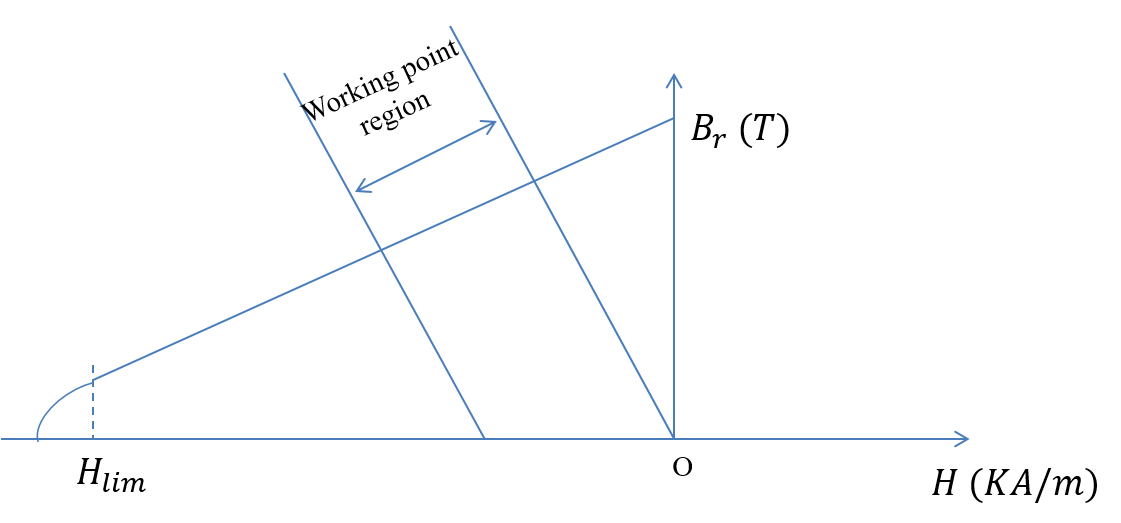 Working point
region
B_r (T)
H_lim
O
H (KA/m)